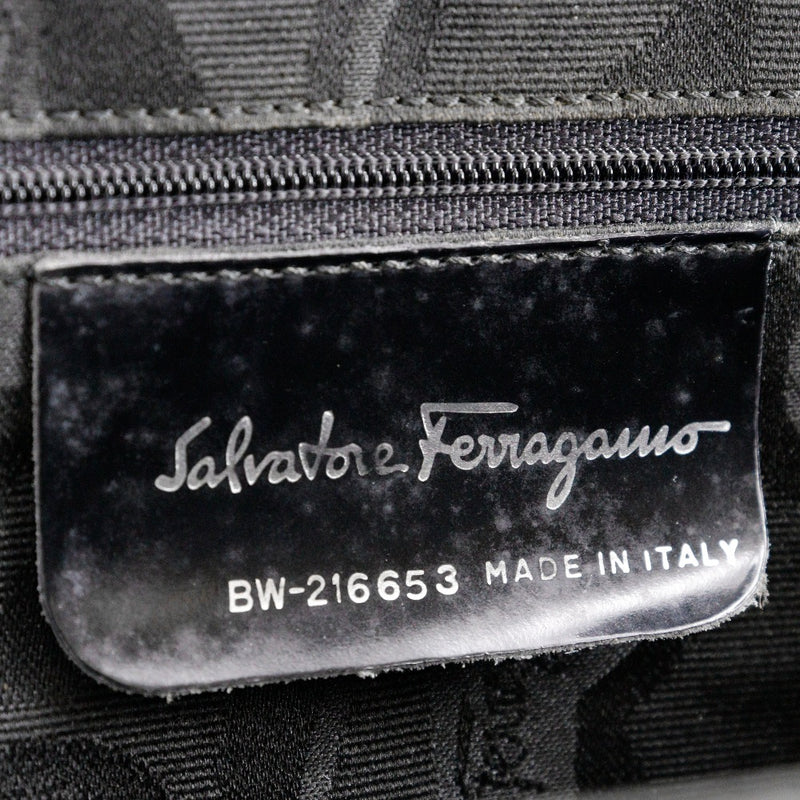 Salvatore Ferragamo
BW-216653 MADE IN ITALY